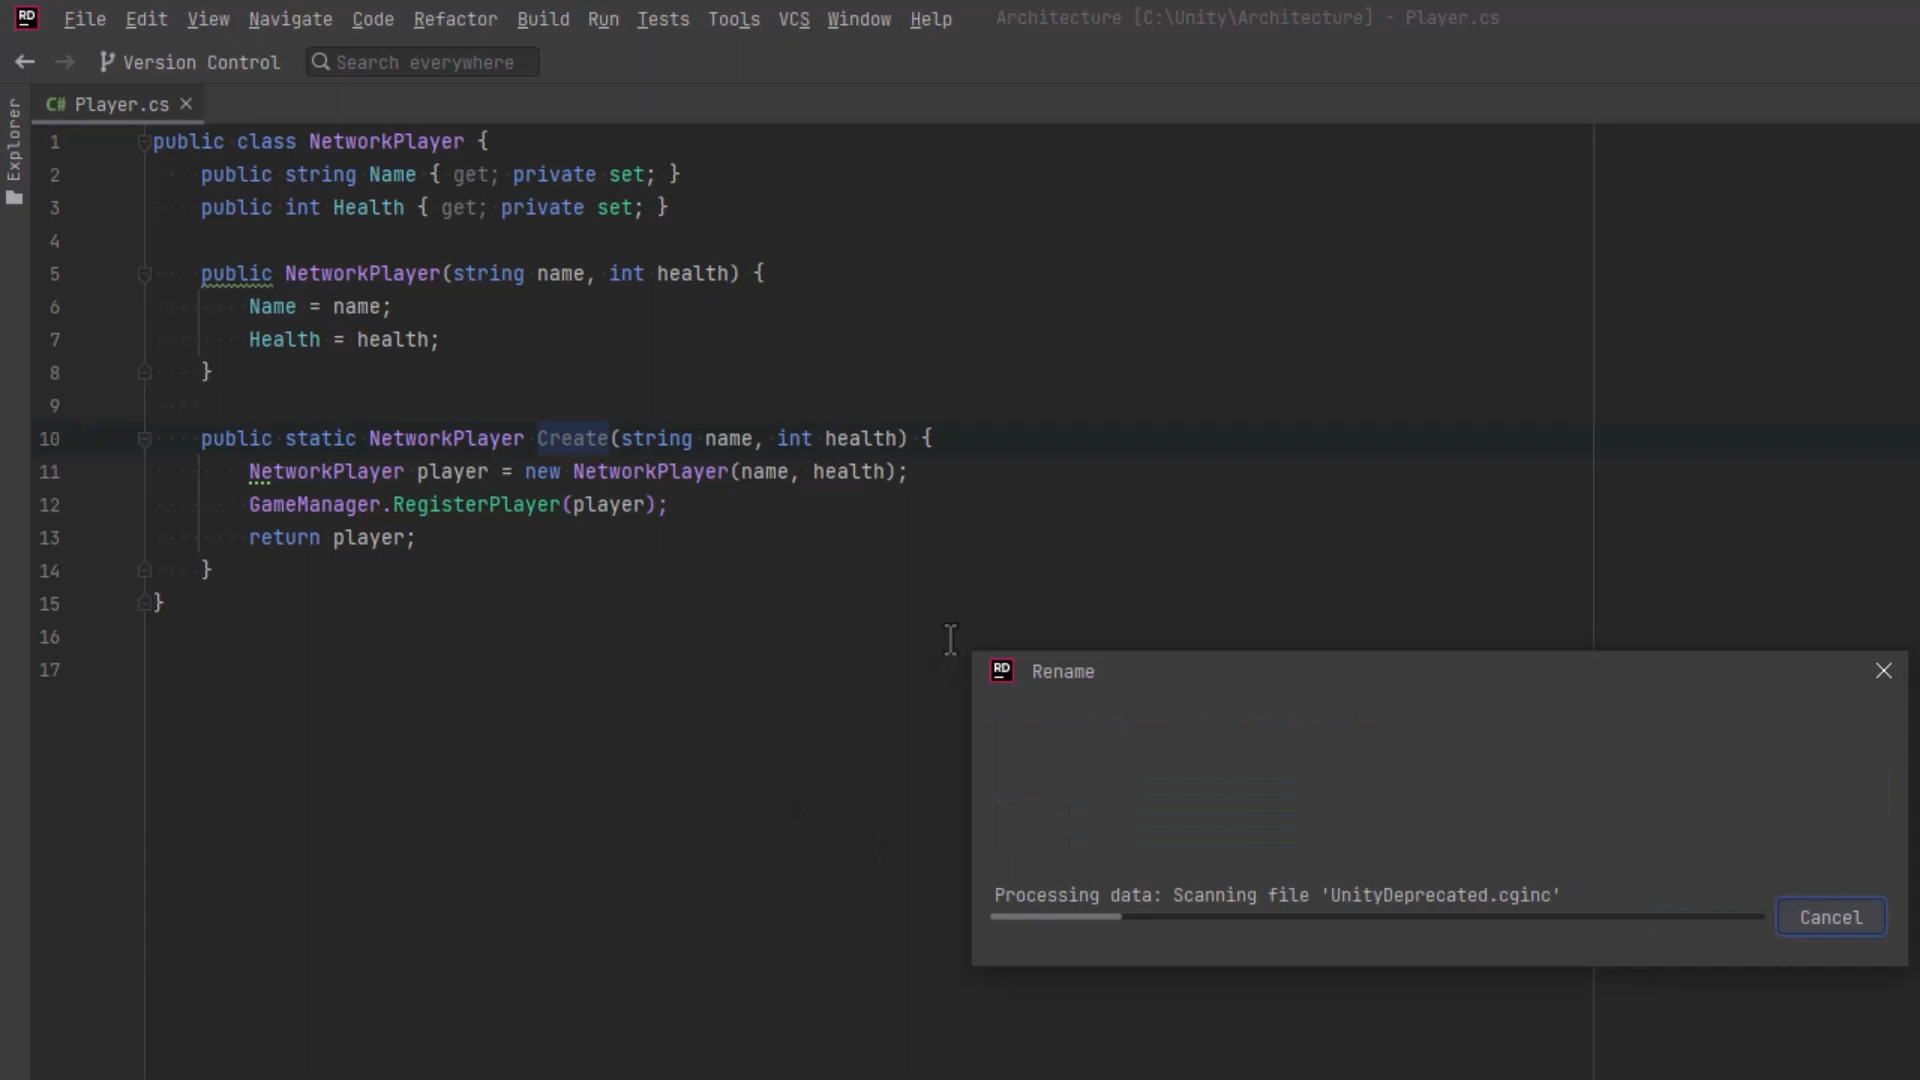 RD File Edit View Navigate Code Refactor Build Run Tests Tools VCS Window Help Architecture [C:\Unity\Architecture] - Player.cs
Version Control Search everywhere
Explorer
C# Player.cs
1 public class NetworkPlayer {
2 public string Name { get; private set; }
3 public int Health { get; private set; }
4
5 public NetworkPlayer(string name, int health) {
6 Name = name;
7 Health = health;
8 }
9
10 public static NetworkPlayer Create(string name, int health) {
11 NetworkPlayer player = new NetworkPlayer(name, health);
12 GameManager.RegisterPlayer(player);
13 return player;
14 }
15 }
16
17
RD Rename
Processing data: Scanning file 'UnityDeprecated.cginc'
Cancel